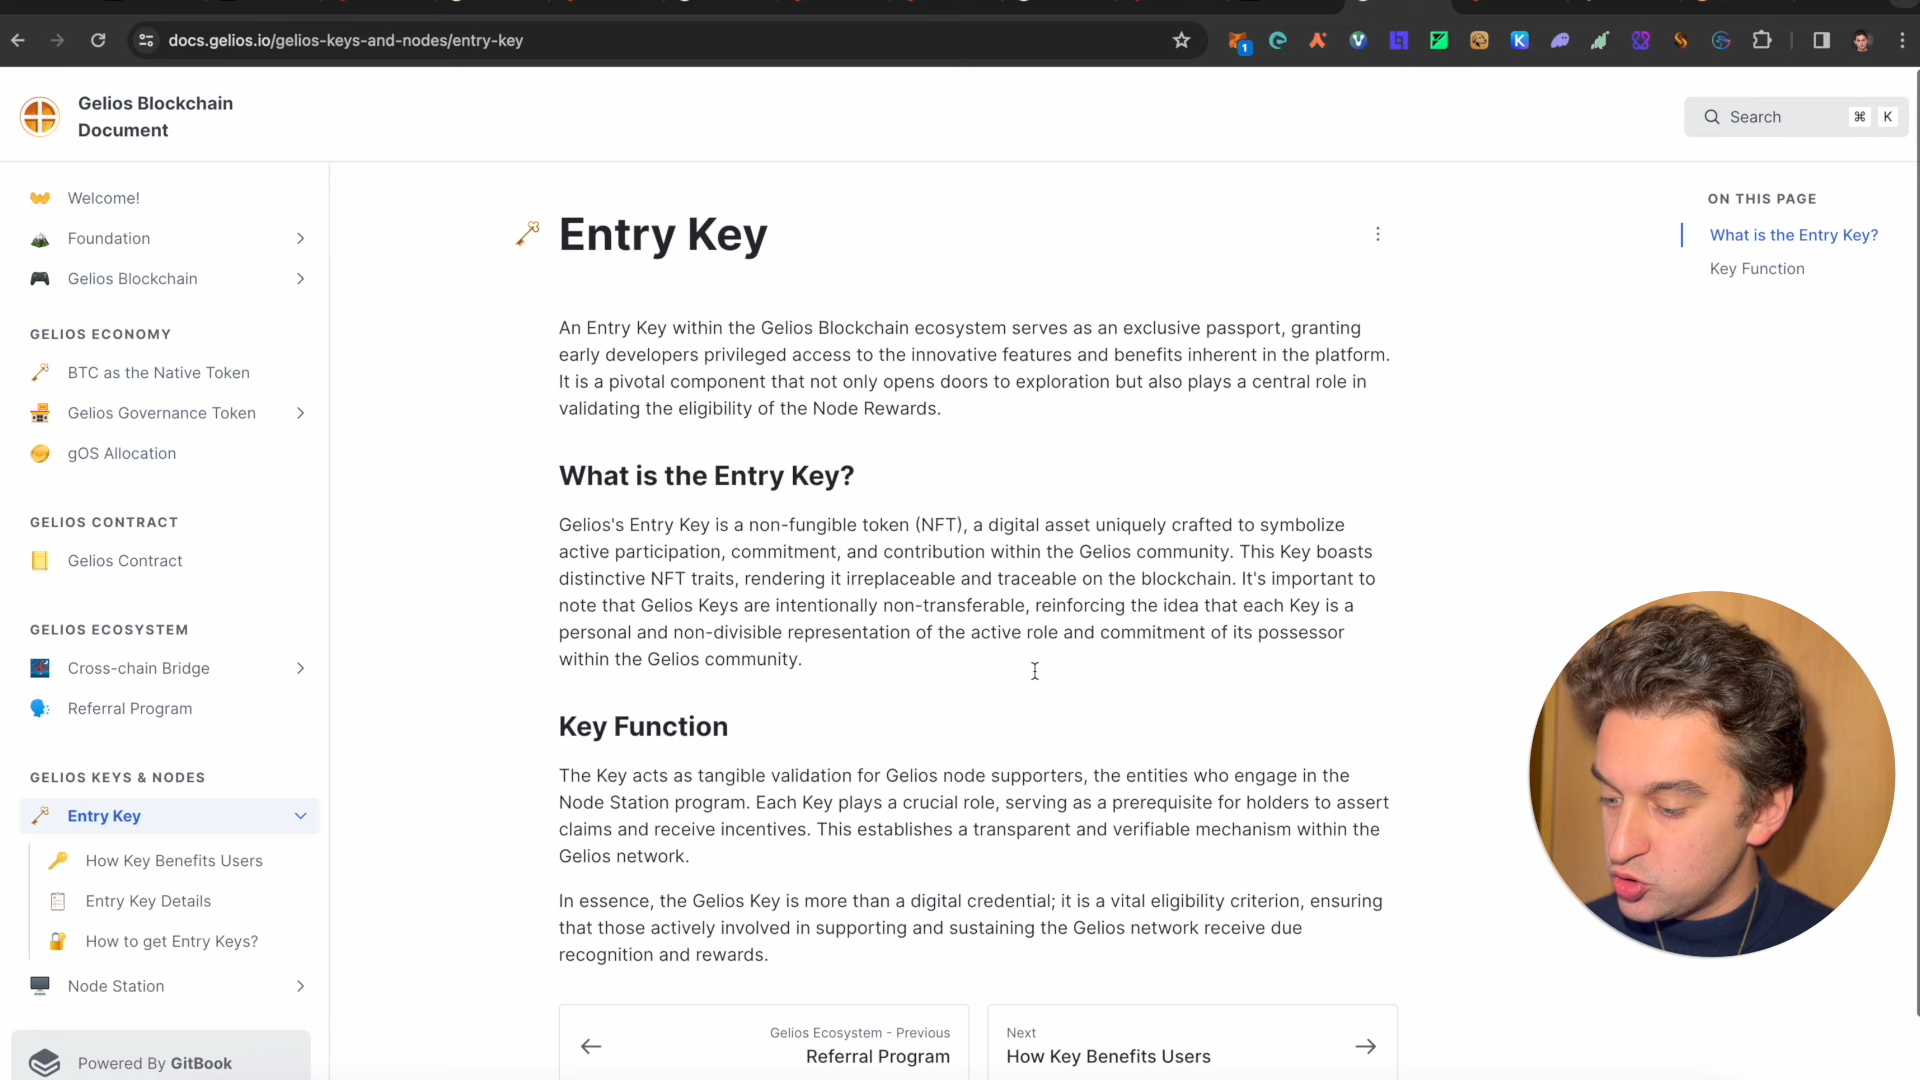 docs.gelios.io/gelios-keys-and-nodes/entry-key
1
K
Gelios Blockchain
Document
Search
⌘ K
Welcome!
Foundation
Gelios Blockchain
GELIOS ECONOMY
BTC as the Native Token
Gelios Governance Token
gOS Allocation
GELIOS CONTRACT
Gelios Contract
GELIOS ECOSYSTEM
Cross-chain Bridge
Referral Program
GELIOS KEYS & NODES
Entry Key
How Key Benefits Users
Entry Key Details
How to get Entry Keys?
Node Station
Powered By GitBook
Entry Key
An Entry Key within the Gelios Blockchain ecosystem serves as an exclusive passport, granting
early developers privileged access to the innovative features and benefits inherent in the platform.
It is a pivotal component that not only opens doors to exploration but also plays a central role in
validating the eligibility of the Node Rewards.
What is the Entry Key?
Gelios's Entry Key is a non-fungible token (NFT), a digital asset uniquely crafted to symbolize
active participation, commitment, and contribution within the Gelios community. This Key boasts
distinctive NFT traits, rendering it irreplaceable and traceable on the blockchain. It's important to
note that Gelios Keys are intentionally non-transferable, reinforcing the idea that each Key is a
personal and non-divisible representation of the active role and commitment of its possessor
within the Gelios community.
Key Function
The Key acts as tangible validation for Gelios node supporters, the entities who engage in the
Node Station program. Each Key plays a crucial role, serving as a prerequisite for holders to assert
claims and receive incentives. This establishes a transparent and verifiable mechanism within the
Gelios network.
In essence, the Gelios Key is more than a digital credential; it is a vital eligibility criterion, ensuring
that those actively involved in supporting and sustaining the Gelios network receive due
recognition and rewards.
Gelios Ecosystem - Previous
Referral Program
Next
How Key Benefits Users
ON THIS PAGE
What is the Entry Key?
Key Function